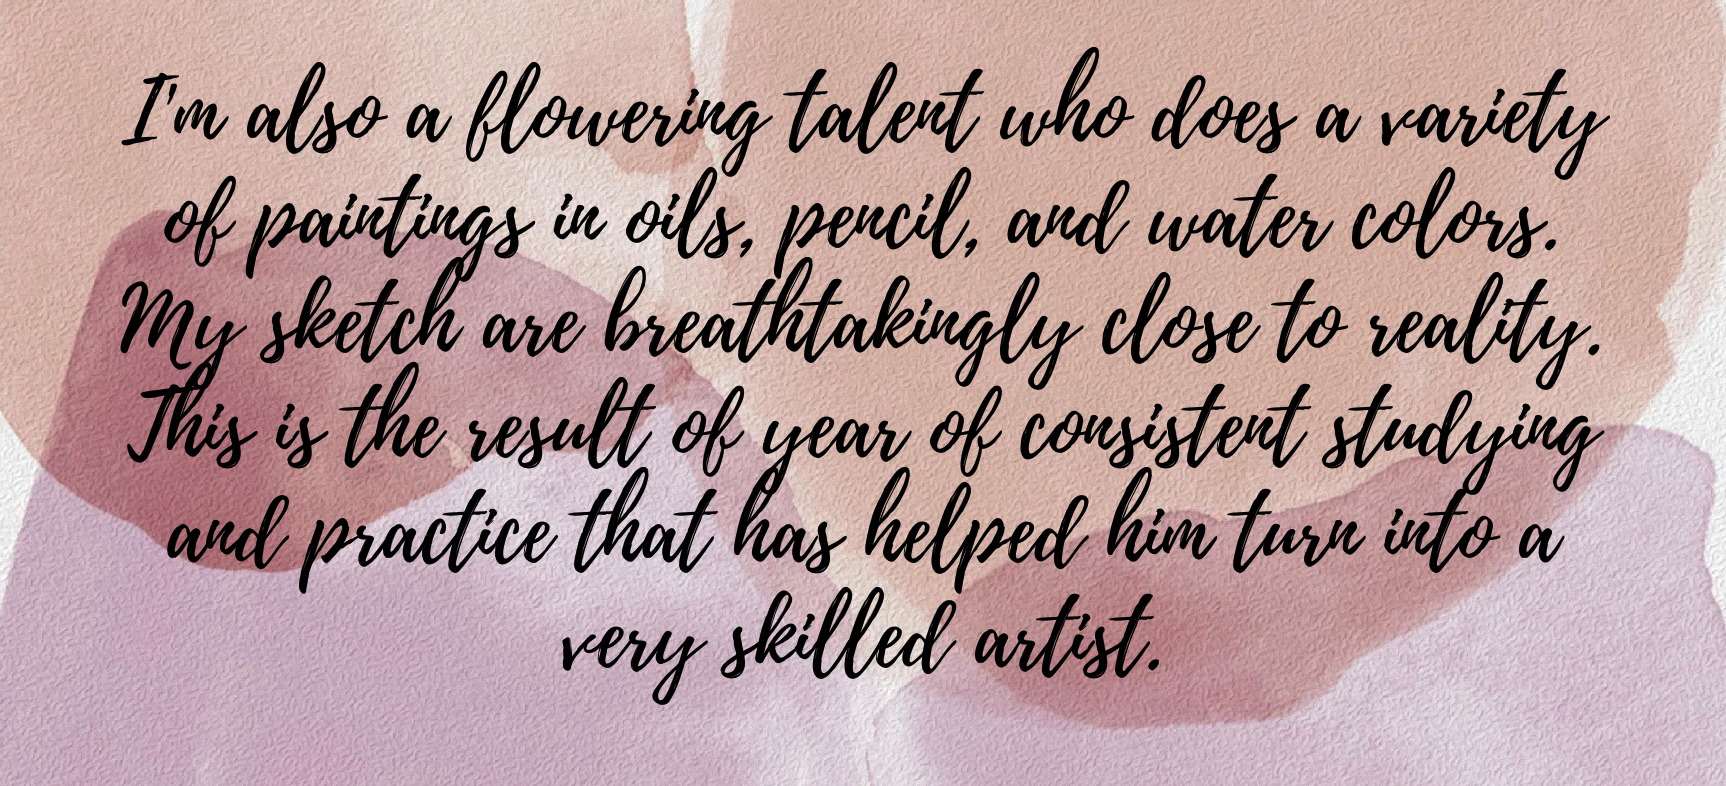 I'm also a flowering talent who does a variety
of paintings in oils, pencil, and water colors.
My sketch are breathtakingly close to reality.
This is the result of year of consistent studying
and practice that has helped him turn into a
very skilled artist.